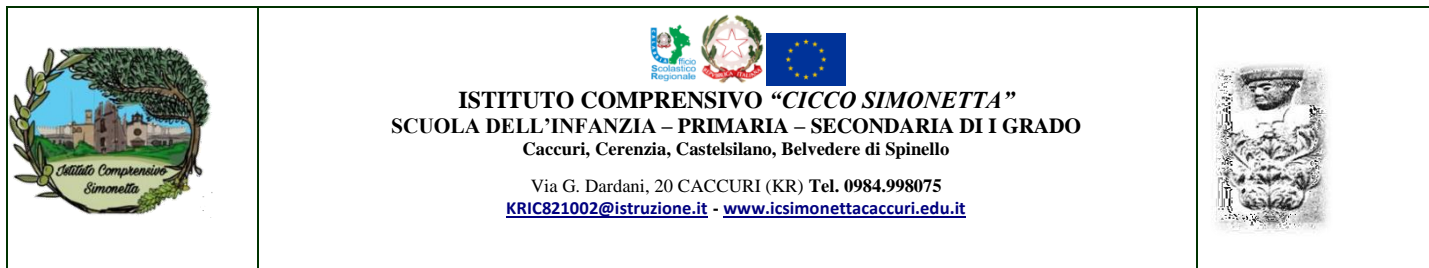 Istituto Comprensivo
Simonetta
Ufficio
Scolastico
Regionale
REPUBBLICA ITALIANA
ISTITUTO COMPRENSIVO “CICCO SIMONETTA”
SCUOLA DELL’INFANZIA – PRIMARIA – SECONDARIA DI I GRADO
Caccuri, Cerenzia, Castelsilano, Belvedere di Spinello
Via G. Dardani, 20 CACCURI (KR) Tel. 0984.998075
KRIC821002@istruzione.it - www.icsimonettacaccuri.edu.it